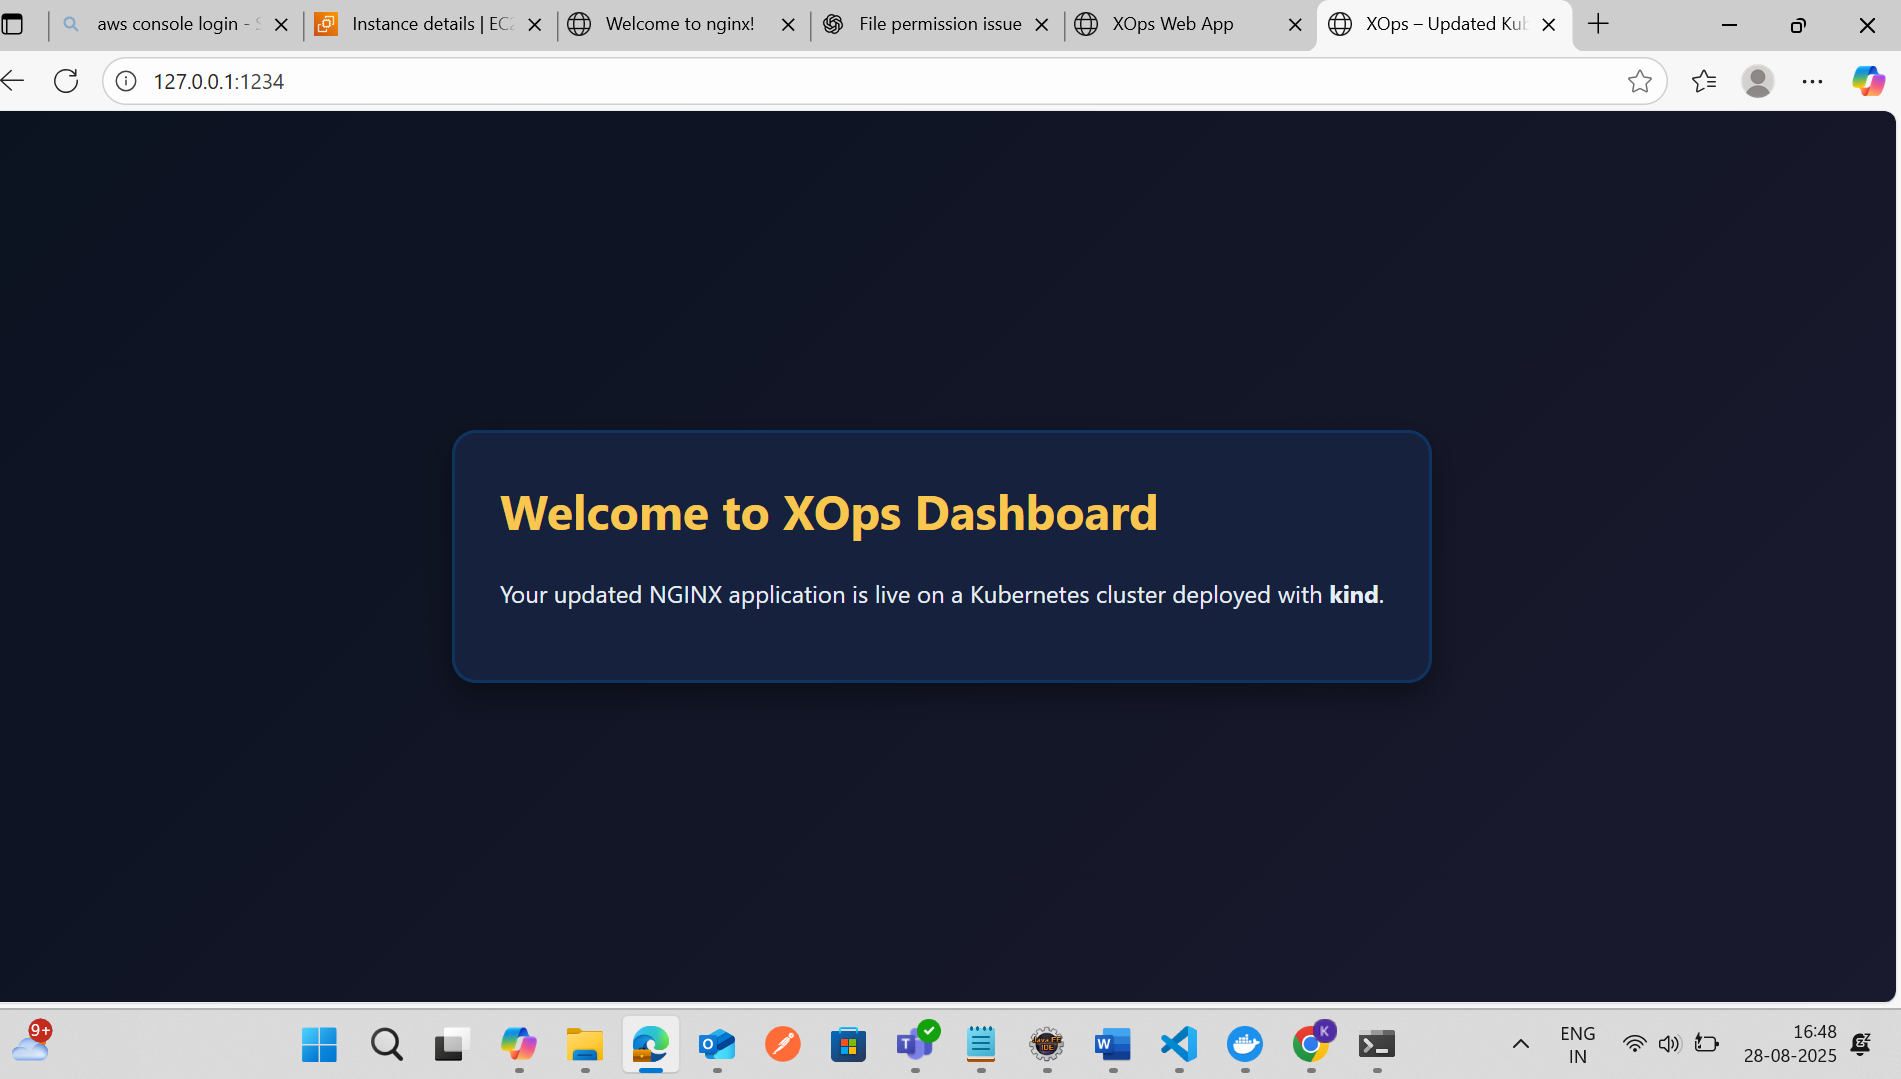 aws console login - S
Instance details | EC2
Welcome to nginx!
File permission issue
XOps Web App
XOps – Updated Kub
127.0.0.1:1234
Welcome to XOps Dashboard
Your updated NGINX application is live on a Kubernetes cluster deployed with kind.
9+
K
ENG
IN
16:48
28-08-2025